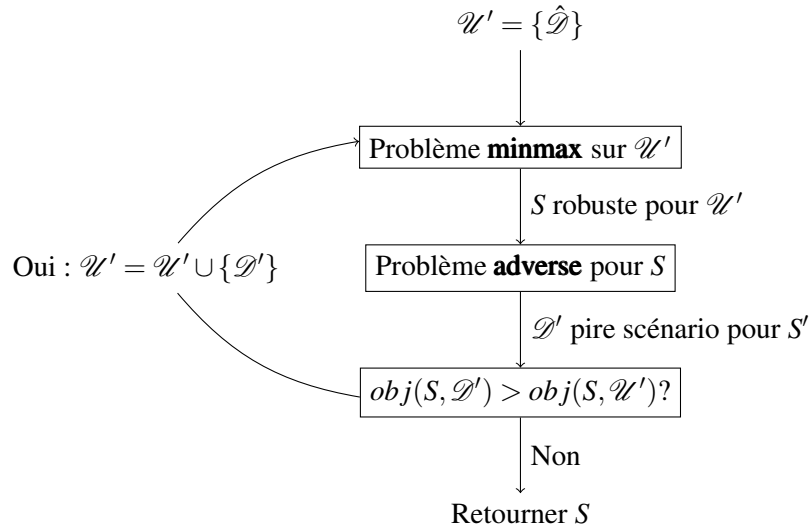 𝒰′ = {𝒟̂}
Problème minmax sur 𝒰′
S robuste pour 𝒰′
Oui : 𝒰′ = 𝒰′ ∪ {𝒟′}
Problème adverse pour S
𝒟′ pire scénario pour S′
obj(S, 𝒟′) > obj(S, 𝒰′)?
Non
Retourner S